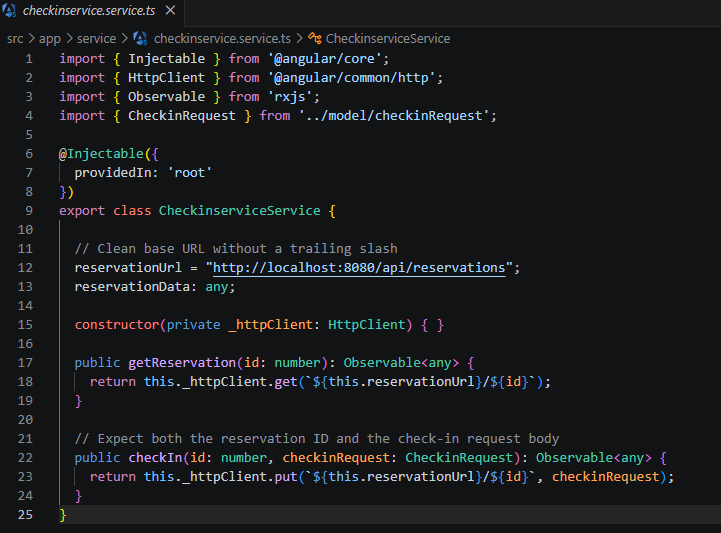 checkinservice.service.ts ×
src > app > service > checkinservice.service.ts > CheckinserviceService
1 import { Injectable } from '@angular/core';
2 import { HttpClient } from '@angular/common/http';
3 import { Observable } from 'rxjs';
4 import { CheckinRequest } from '../model/checkinRequest';
5
6 @Injectable({
7   providedIn: 'root'
8 })
9 export class CheckinserviceService {
10
11   // Clean base URL without a trailing slash
12   reservationUrl = "http://localhost:8080/api/reservations";
13   reservationData: any;
14
15   constructor(private _httpClient: HttpClient) { }
16
17   public getReservation(id: number): Observable<any> {
18     return this._httpClient.get(`${this.reservationUrl}/${id}`);
19   }
20
21   // Expect both the reservation ID and the check-in request body
22   public checkIn(id: number, checkinRequest: CheckinRequest): Observable<any> {
23     return this._httpClient.put(`${this.reservationUrl}/${id}`, checkinRequest);
24   }
25 }